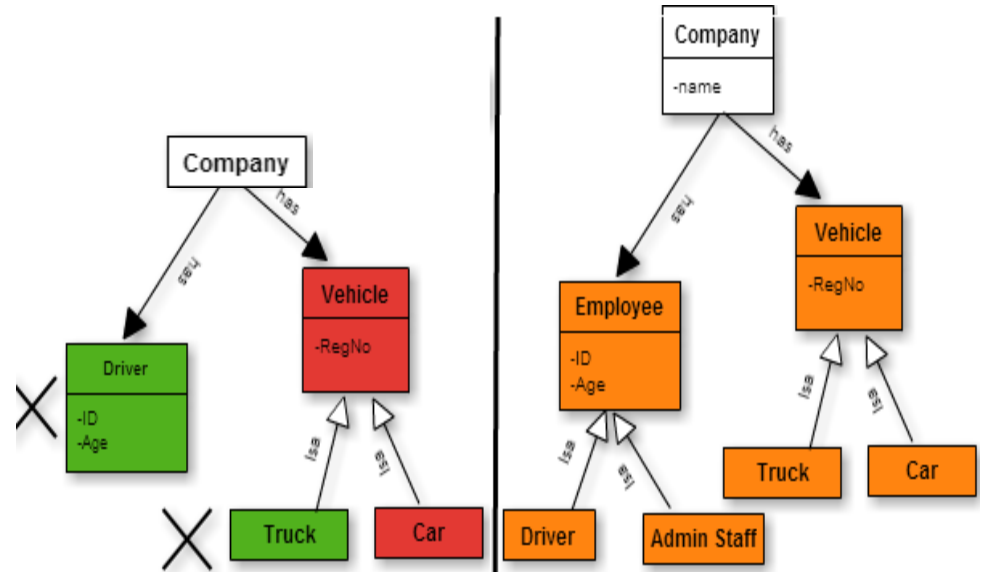 Company
has
has
Driver
-ID
-Age
Vehicle
-RegNo
Isa
Isa
Truck
Car
Company
-name
has
has
Employee
-ID
-Age
Vehicle
-RegNo
Isa
Isa
Isa
Isa
Driver
Admin Staff
Truck
Car